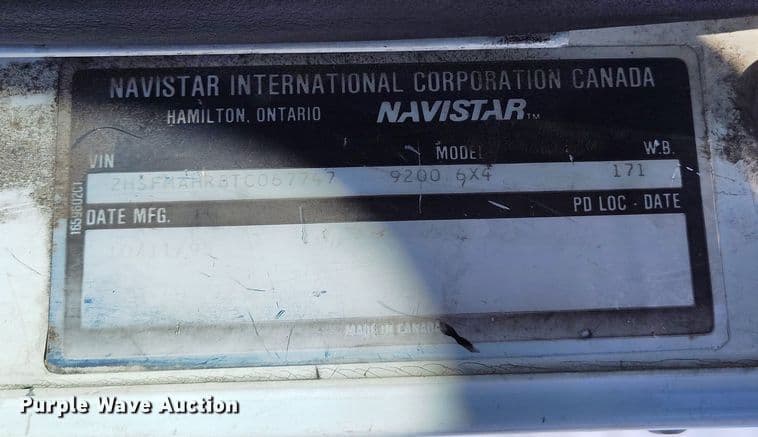 NAVISTAR INTERNATIONAL CORPORATION CANADA
HAMILTON, ONTARIO NAVISTAR™
VIN MODEL W.B.
9200 6X4 171
DATE MFG. PD LOC - DATE
MADE IN CANADA
Purple Wave Auction